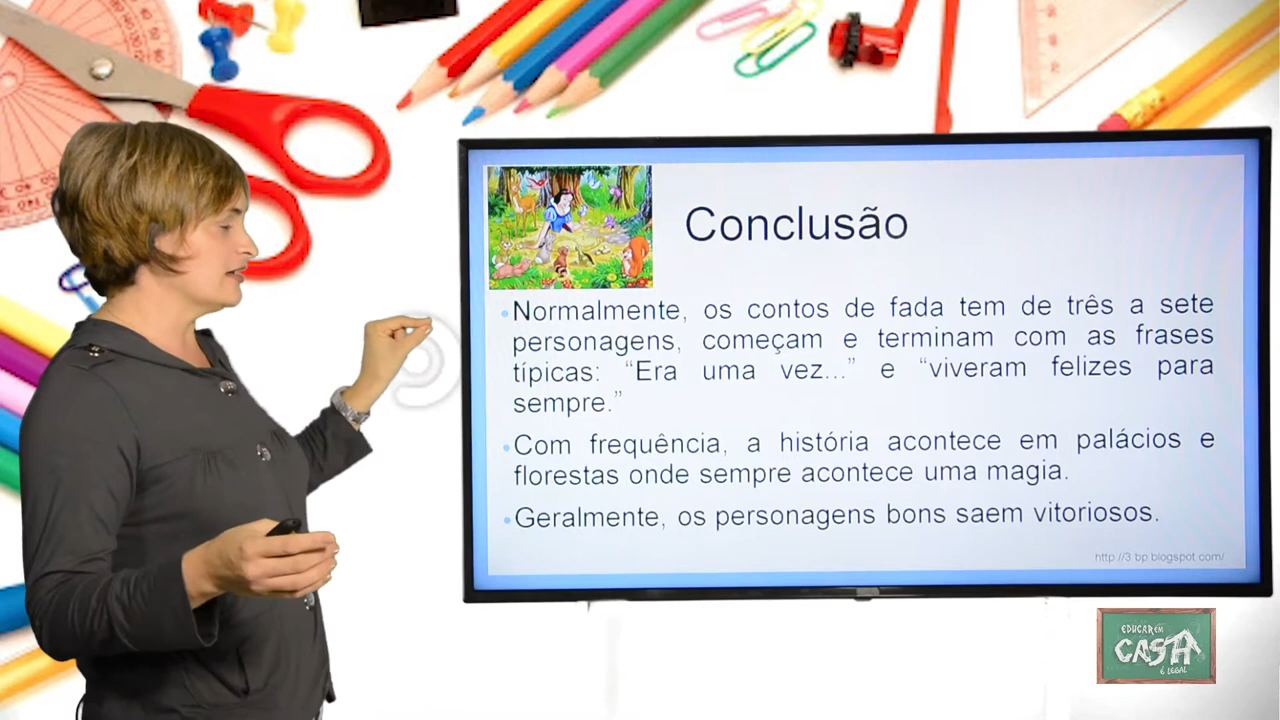 Conclusão
•Normalmente, os contos de fada tem de três a sete
personagens, começam e terminam com as frases
típicas: “Era uma vez...” e “viveram felizes para
sempre.”
•Com frequência, a história acontece em palácios e
florestas onde sempre acontece uma magia.
•Geralmente, os personagens bons saem vitoriosos.
http://3.bp.blogspot.com/
EDUCAR EM
CASA
É LEGAL